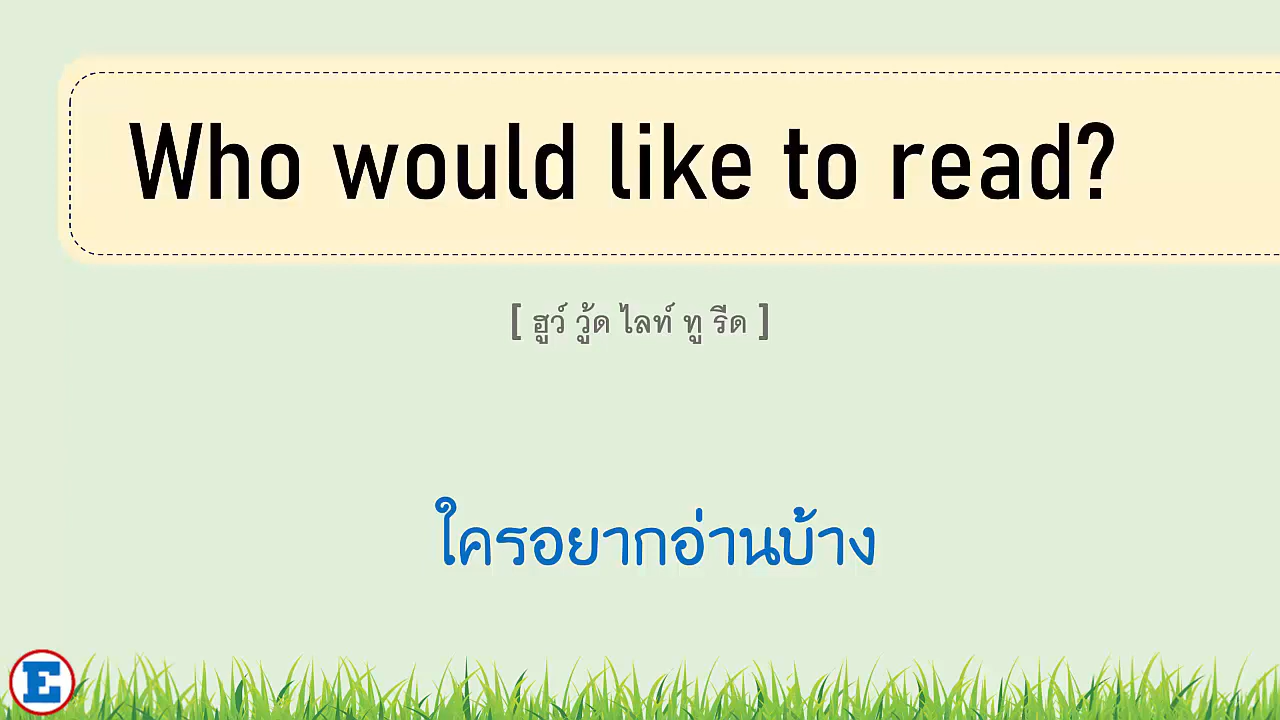 Who would like to read?
[ ฮูว์ วู้ด ไลท์ ทู รีด ]
ใครอยากอ่านบ้าง
E